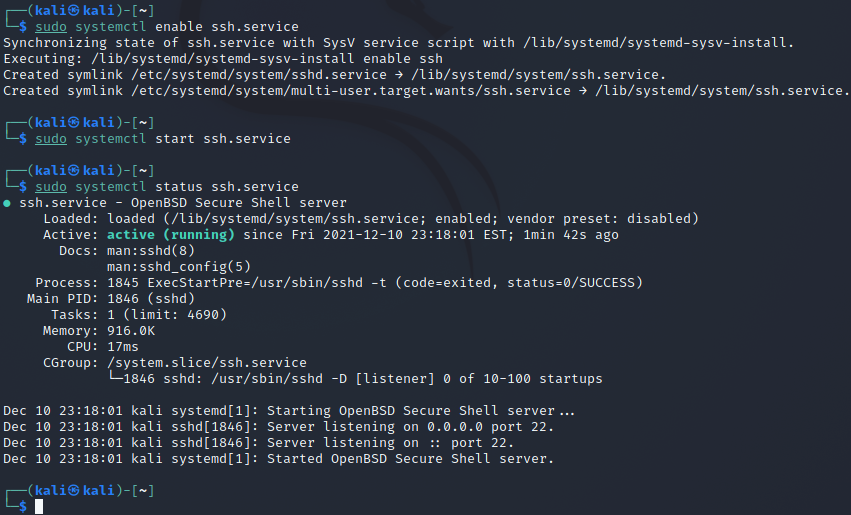 ┌──(kali㉿kali)-[~]
└─$ sudo systemctl enable ssh.service
Synchronizing state of ssh.service with SysV service script with /lib/systemd/systemd-sysv-install.
Executing: /lib/systemd/systemd-sysv-install enable ssh
Created symlink /etc/systemd/system/sshd.service → /lib/systemd/system/ssh.service.
Created symlink /etc/systemd/system/multi-user.target.wants/ssh.service → /lib/systemd/system/ssh.service.
┌──(kali㉿kali)-[~]
└─$ sudo systemctl start ssh.service
┌──(kali㉿kali)-[~]
└─$ sudo systemctl status ssh.service
● ssh.service - OpenBSD Secure Shell server
     Loaded: loaded (/lib/systemd/system/ssh.service; enabled; vendor preset: disabled)
     Active: active (running) since Fri 2021-12-10 23:18:01 EST; 1min 42s ago
       Docs: man:sshd(8)
             man:sshd_config(5)
    Process: 1845 ExecStartPre=/usr/sbin/sshd -t (code=exited, status=0/SUCCESS)
   Main PID: 1846 (sshd)
      Tasks: 1 (limit: 4690)
     Memory: 916.0K
        CPU: 17ms
     CGroup: /system.slice/ssh.service
             └─1846 sshd: /usr/sbin/sshd -D [listener] 0 of 10-100 startups
Dec 10 23:18:01 kali systemd[1]: Starting OpenBSD Secure Shell server...
Dec 10 23:18:01 kali sshd[1846]: Server listening on 0.0.0.0 port 22.
Dec 10 23:18:01 kali sshd[1846]: Server listening on :: port 22.
Dec 10 23:18:01 kali systemd[1]: Started OpenBSD Secure Shell server.
┌──(kali㉿kali)-[~]
└─$